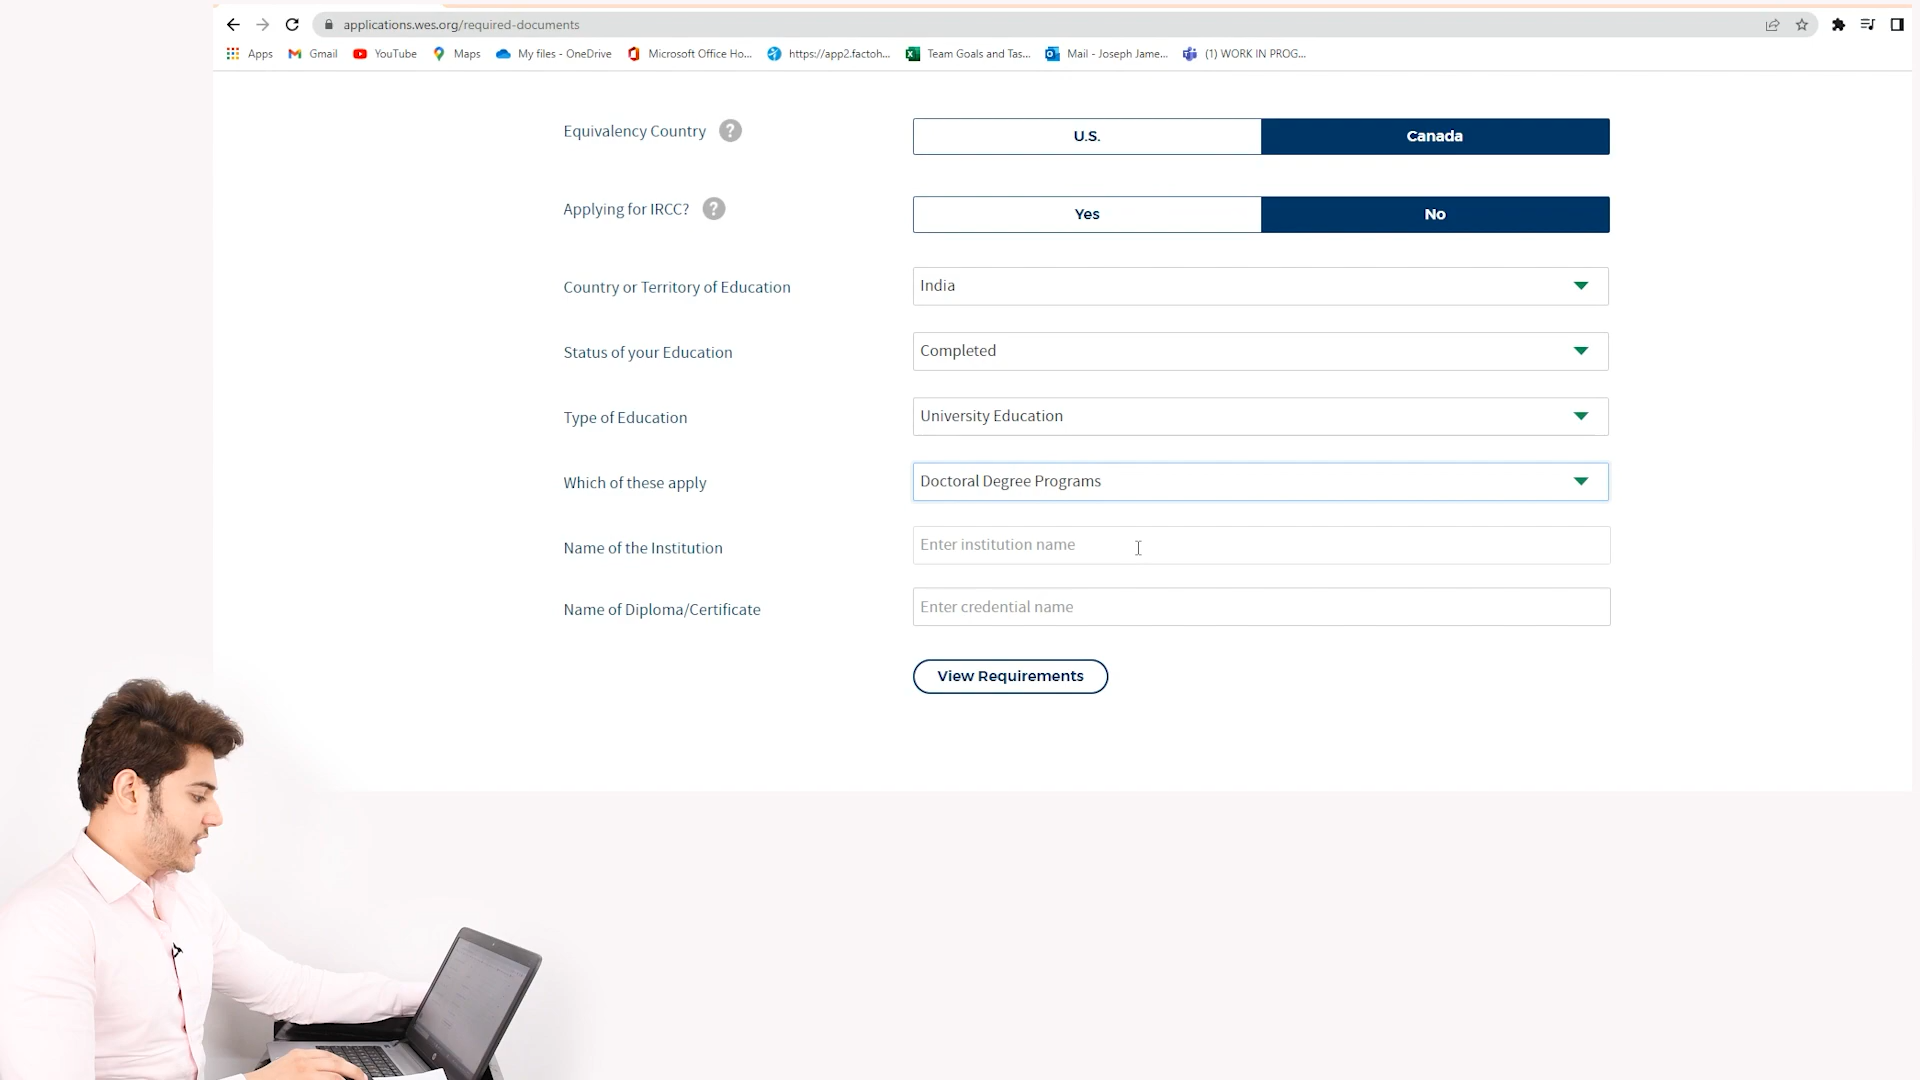 applications.wes.org/required-documents
Apps Gmail YouTube Maps My files - OneDrive Microsoft Office Ho... https://app2.factoh... Team Goals and Tas... Mail - Joseph Jame... (1) WORK IN PROG...
Equivalency Country ? U.S. Canada
Applying for IRCC? ? Yes No
Country or Territory of Education India
Status of your Education Completed
Type of Education University Education
Which of these apply Doctoral Degree Programs
Name of the Institution Enter institution name
Name of Diploma/Certificate Enter credential name
View Requirements